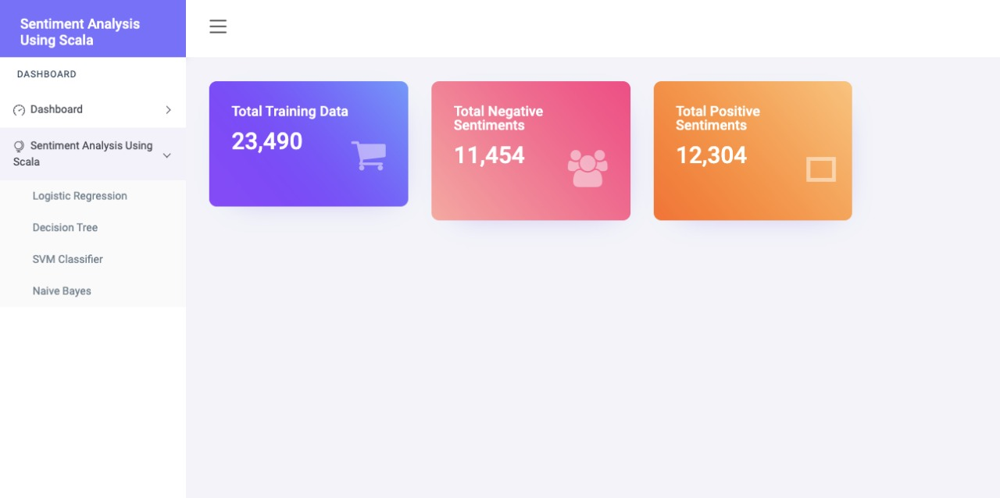 Sentiment Analysis
Using Scala
DASHBOARD
Dashboard
Sentiment Analysis Using
Scala
Logistic Regression
Decision Tree
SVM Classifier
Naive Bayes
Total Training Data
23,490
Total Negative
Sentiments
11,454
Total Positive
Sentiments
12,304